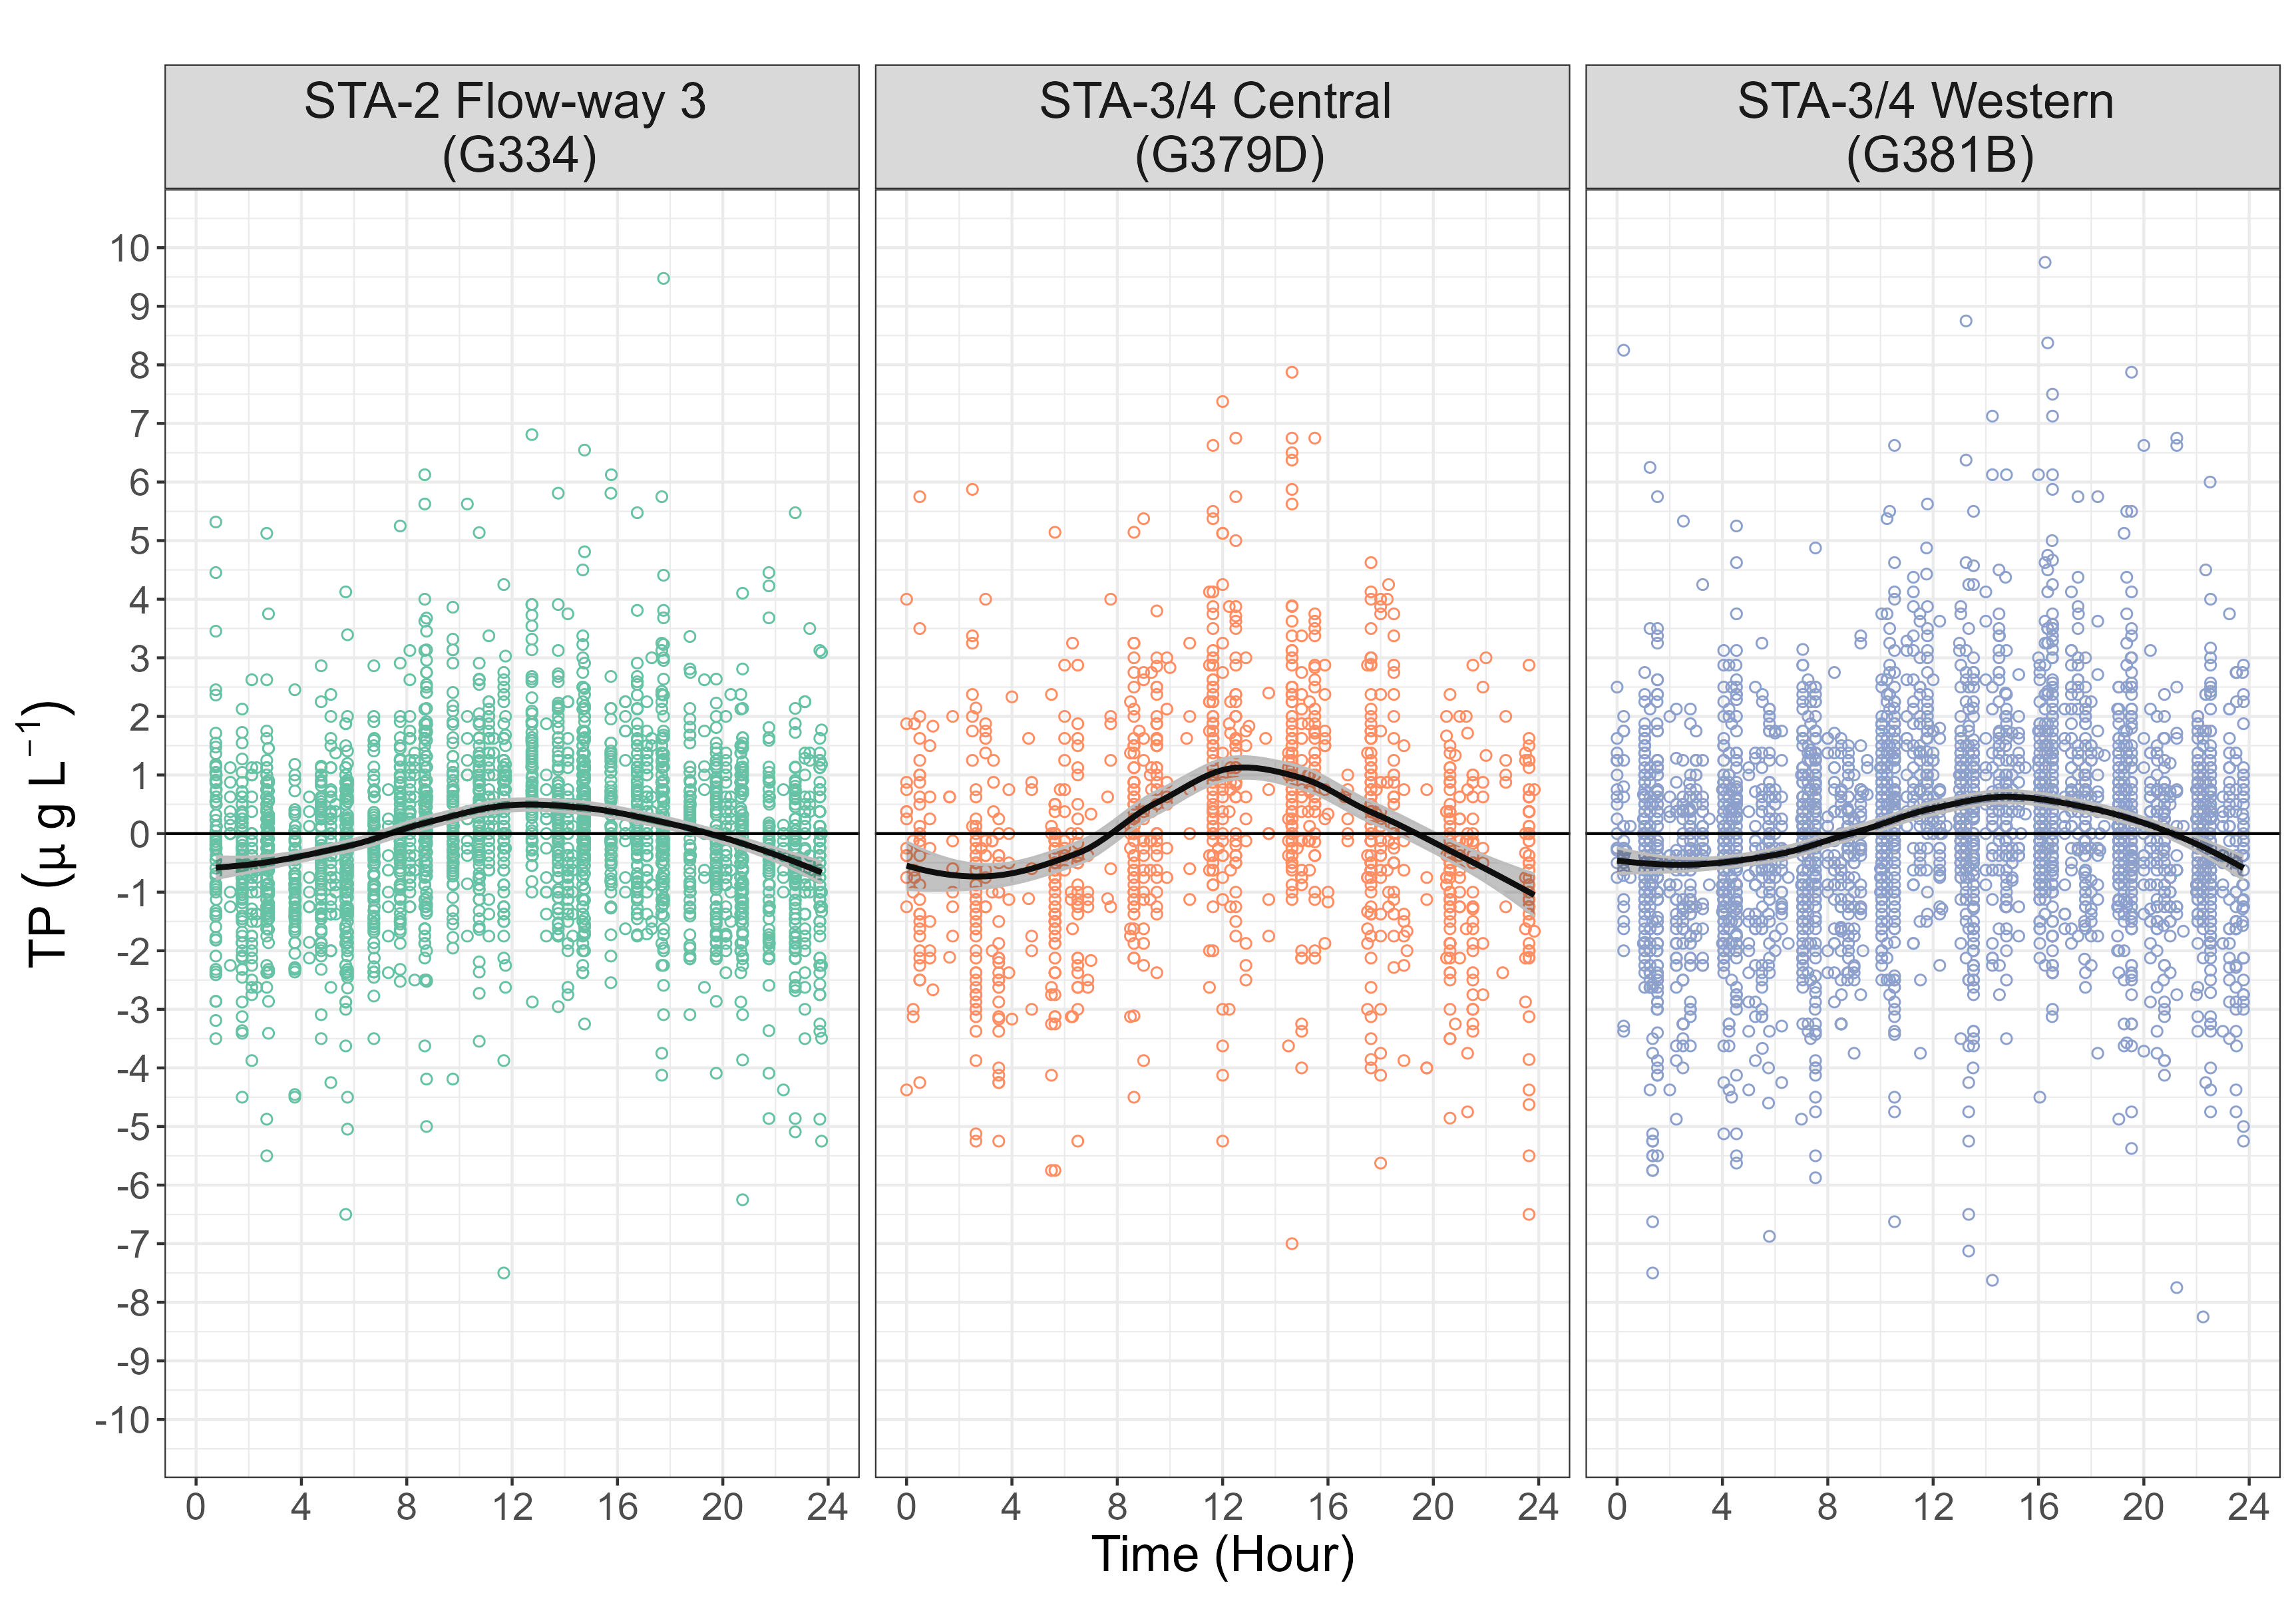 STA-2 Flow-way 3
(G334)
STA-3/4 Central
(G379D)
STA-3/4 Western
(G381B)
TP (μ g L⁻¹)
10
9
8
7
6
5
4
3
2
1
0
-1
-2
-3
-4
-5
-6
-7
-8
-9
-10
0 4 8 12 16 20 24
0 4 8 12 16 20 24
0 4 8 12 16 20 24
Time (Hour)